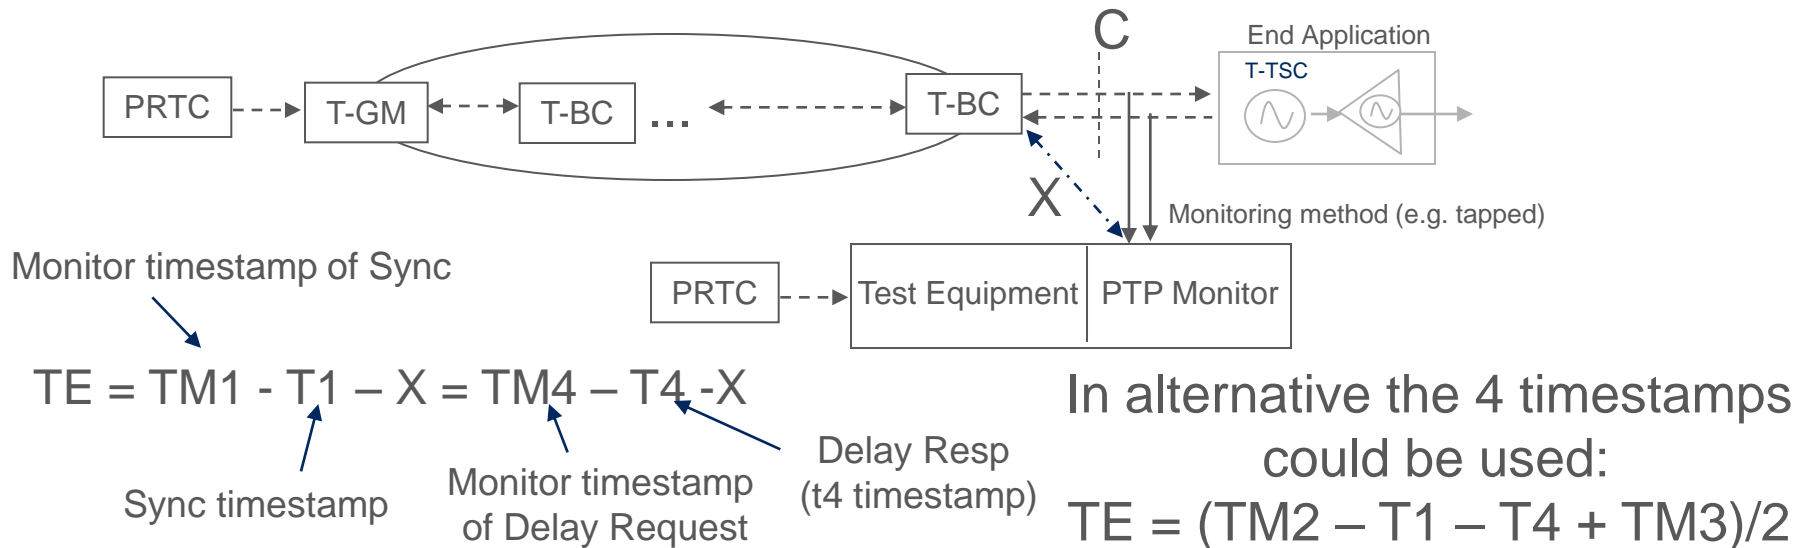 C
End Application
T-TSC
PRTC
T-GM
T-BC
...
T-BC
X
Monitoring method (e.g. tapped)
Monitor timestamp of Sync
PRTC
Test Equipment
PTP Monitor
TE = TM1 - T1 – X = TM4 – T4 -X
In alternative the 4 timestamps
could be used:
TE = (TM2 – T1 – T4 + TM3)/2
Sync timestamp
Monitor timestamp
of Delay Request
Delay Resp
(t4 timestamp)